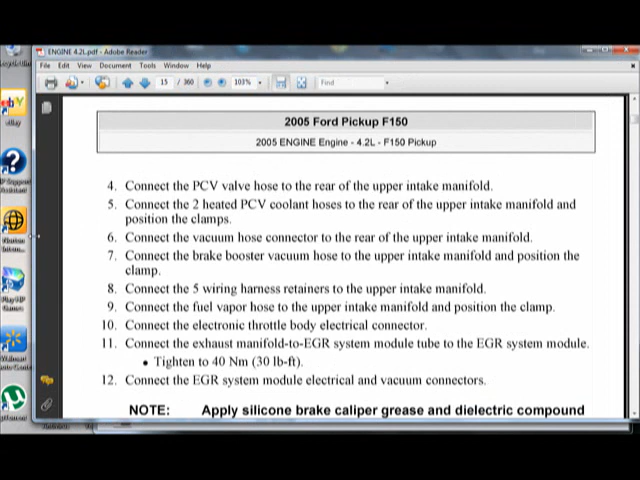 ENGINE 4.2L.pdf - Adobe Reader
File Edit View Document Tools Window Help
15 / 360 103% Find
2005 Ford Pickup F150
2005 ENGINE Engine - 4.2L - F150 Pickup
4. Connect the PCV valve hose to the rear of the upper intake manifold.
5. Connect the 2 heated PCV coolant hoses to the rear of the upper intake manifold and
position the clamps.
6. Connect the vacuum hose connector to the rear of the upper intake manifold.
7. Connect the brake booster vacuum hose to the upper intake manifold and position the
clamp.
8. Connect the 5 wiring harness retainers to the upper intake manifold.
9. Connect the fuel vapor hose to the upper intake manifold and position the clamp.
10. Connect the electronic throttle body electrical connector.
11. Connect the exhaust manifold-to-EGR system module tube to the EGR system module.
• Tighten to 40 Nm (30 lb-ft).
12. Connect the EGR system module electrical and vacuum connectors.
NOTE: Apply silicone brake caliper grease and dielectric compound